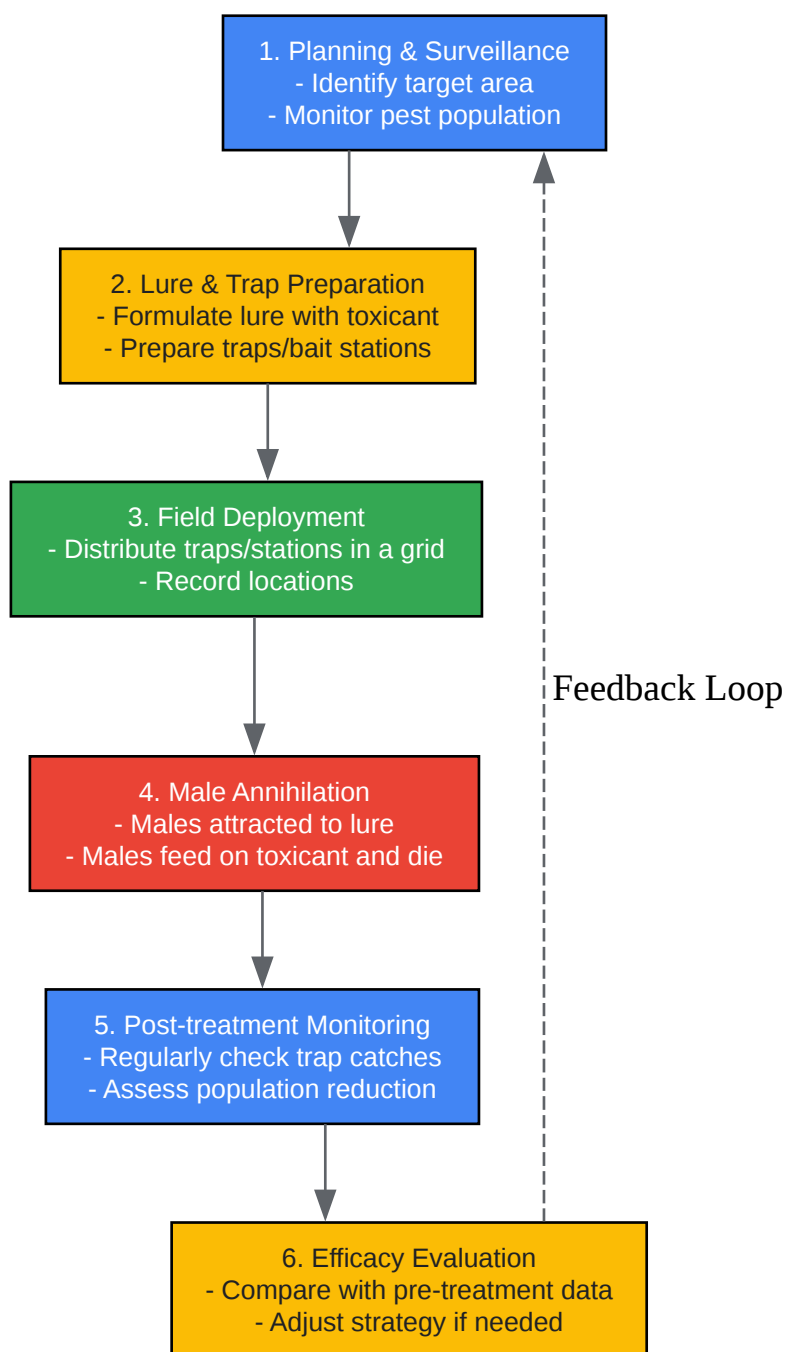 1. Planning & Surveillance
- Identify target area
- Monitor pest population
2. Lure & Trap Preparation
- Formulate lure with toxicant
- Prepare traps/bait stations
3. Field Deployment
- Distribute traps/stations in a grid
- Record locations
Feedback Loop
4. Male Annihilation
- Males attracted to lure
- Males feed on toxicant and die
5. Post-treatment Monitoring
- Regularly check trap catches
- Assess population reduction
6. Efficacy Evaluation
- Compare with pre-treatment data
- Adjust strategy if needed